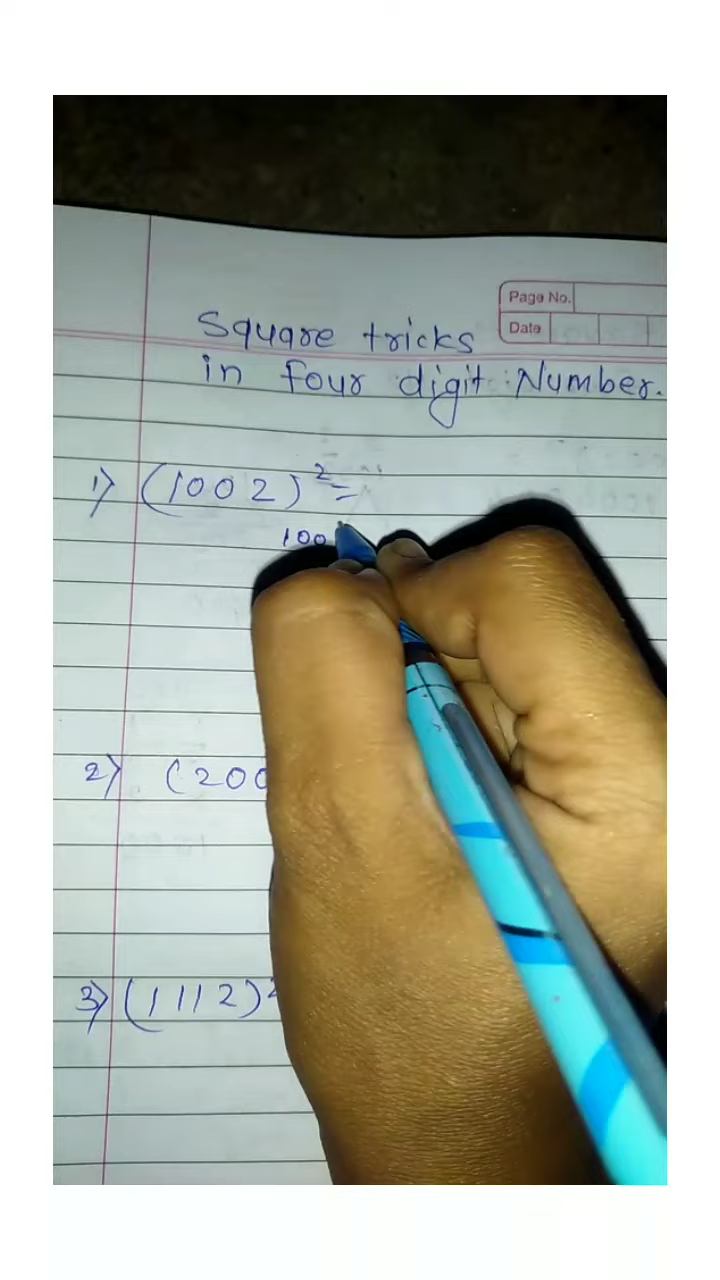 Page No.
Date
Square tricks
in four digit Number.
1) (1002)² =
100
2) (200
3) (1112)²